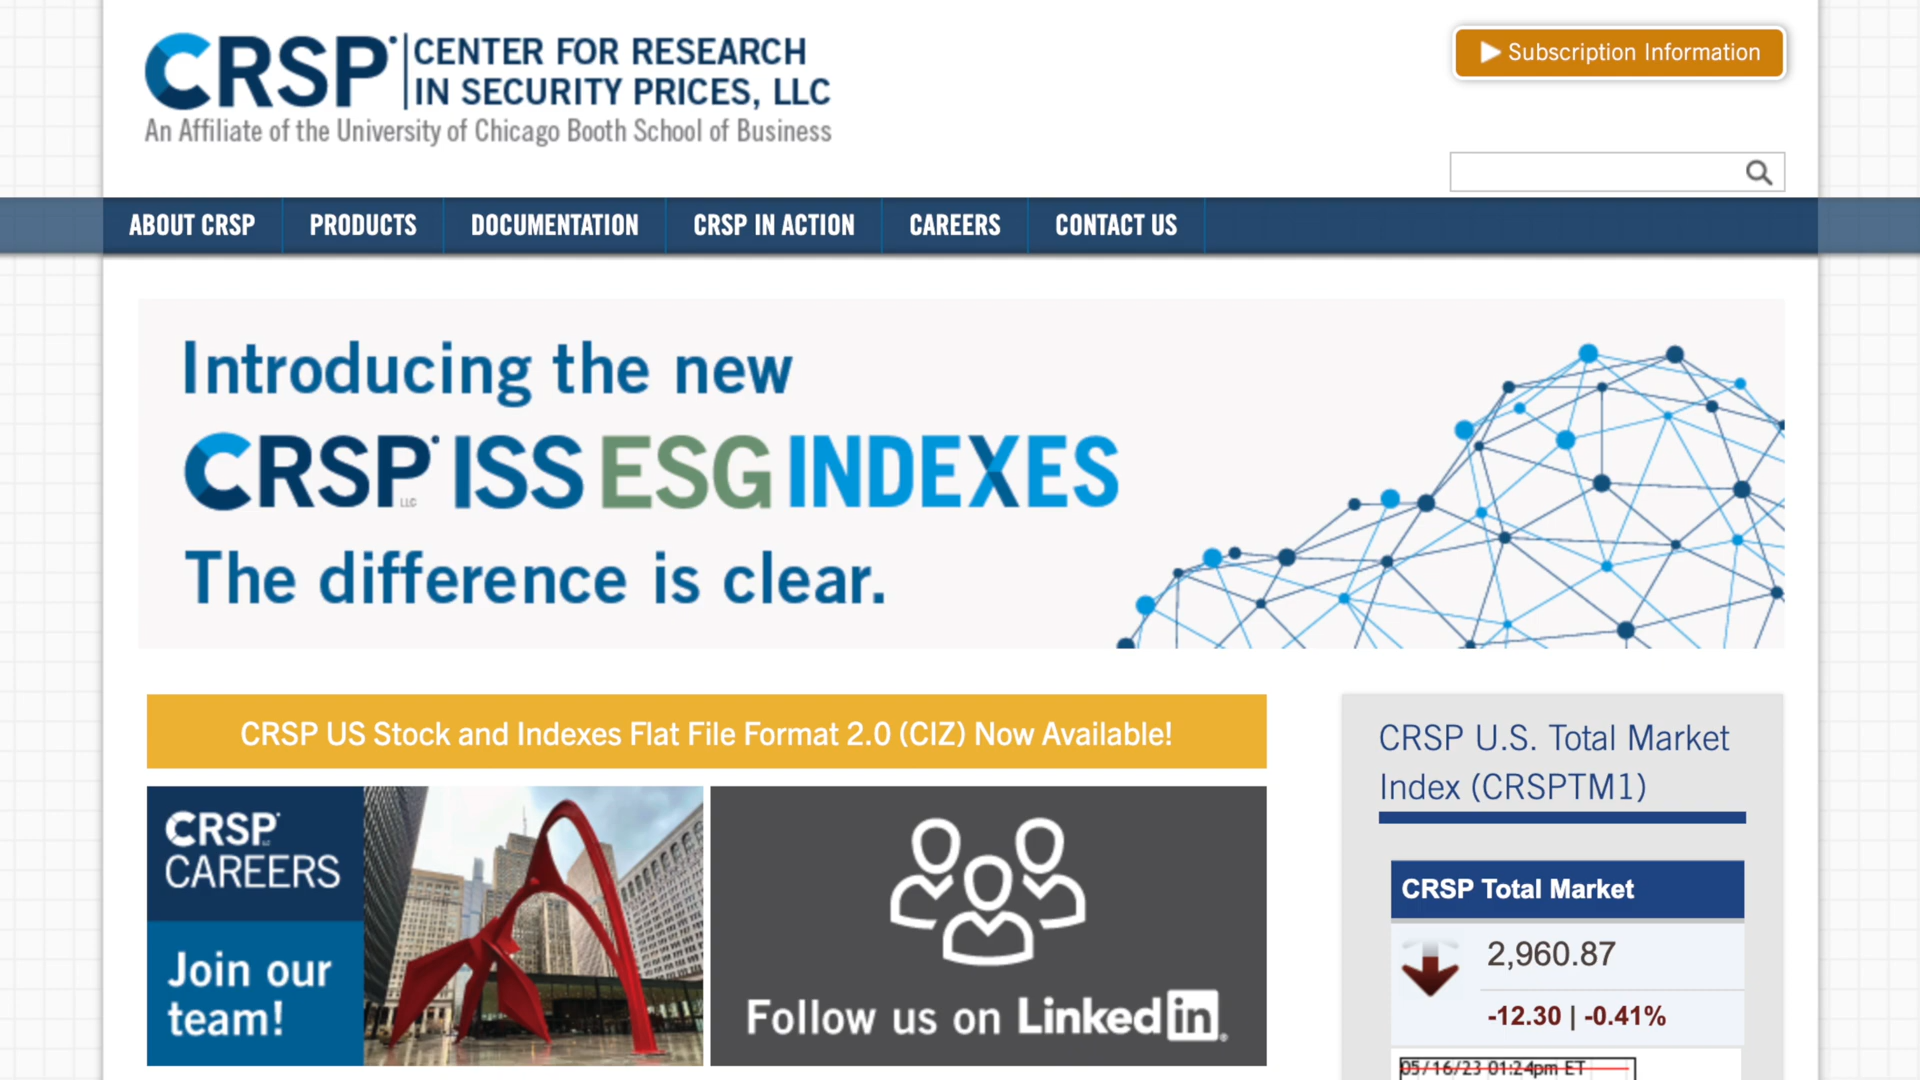 CRSP
CENTER FOR RESEARCH
IN SECURITY PRICES, LLC
An Affiliate of the University of Chicago Booth School of Business
Subscription Information
ABOUT CRSP
PRODUCTS
DOCUMENTATION
CRSP IN ACTION
CAREERS
CONTACT US
Introducing the new
CRSP LLC ISS ESG INDEXES
The difference is clear.
CRSP US Stock and Indexes Flat File Format 2.0 (CIZ) Now Available!
CRSP LLC
CAREERS
Join our
team!
Follow us on Linked in
CRSP U.S. Total Market
Index (CRSPTM1)
CRSP Total Market
2,960.87
-12.30 | -0.41%
05/16/23 01:24pm ET